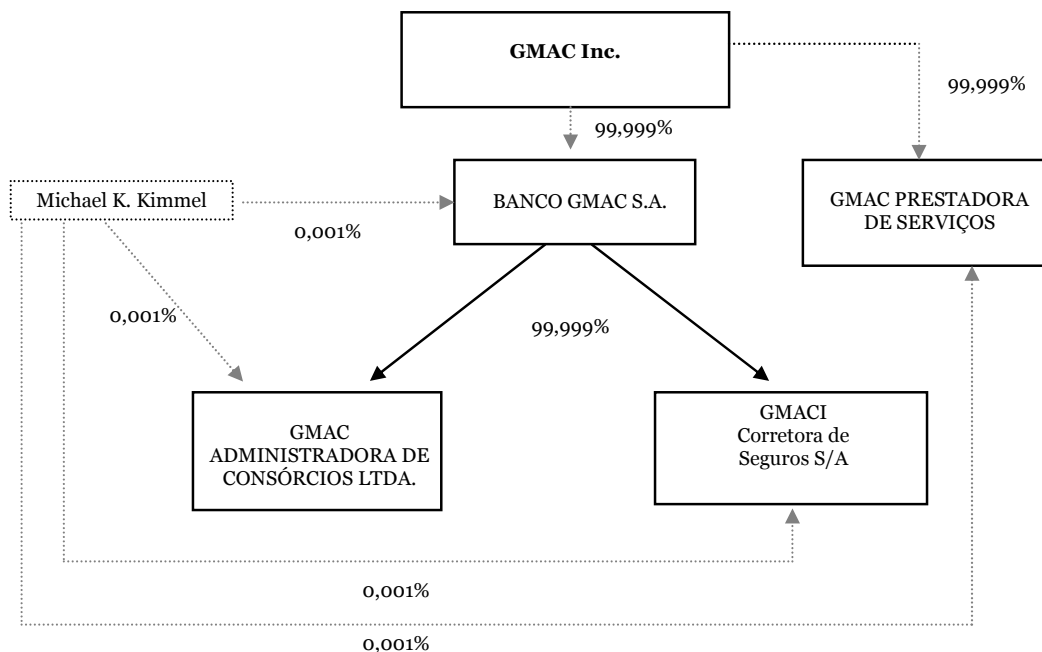 GMAC Inc.
99,999%
99,999%
Michael K. Kimmel
BANCO GMAC S.A.
GMAC PRESTADORA
DE SERVIÇOS
0,001%
0,001%
99,999%
GMAC
ADMINISTRADORA DE
CONSÓRCIOS LTDA.
GMACI
Corretora de
Seguros S/A
0,001%
0,001%